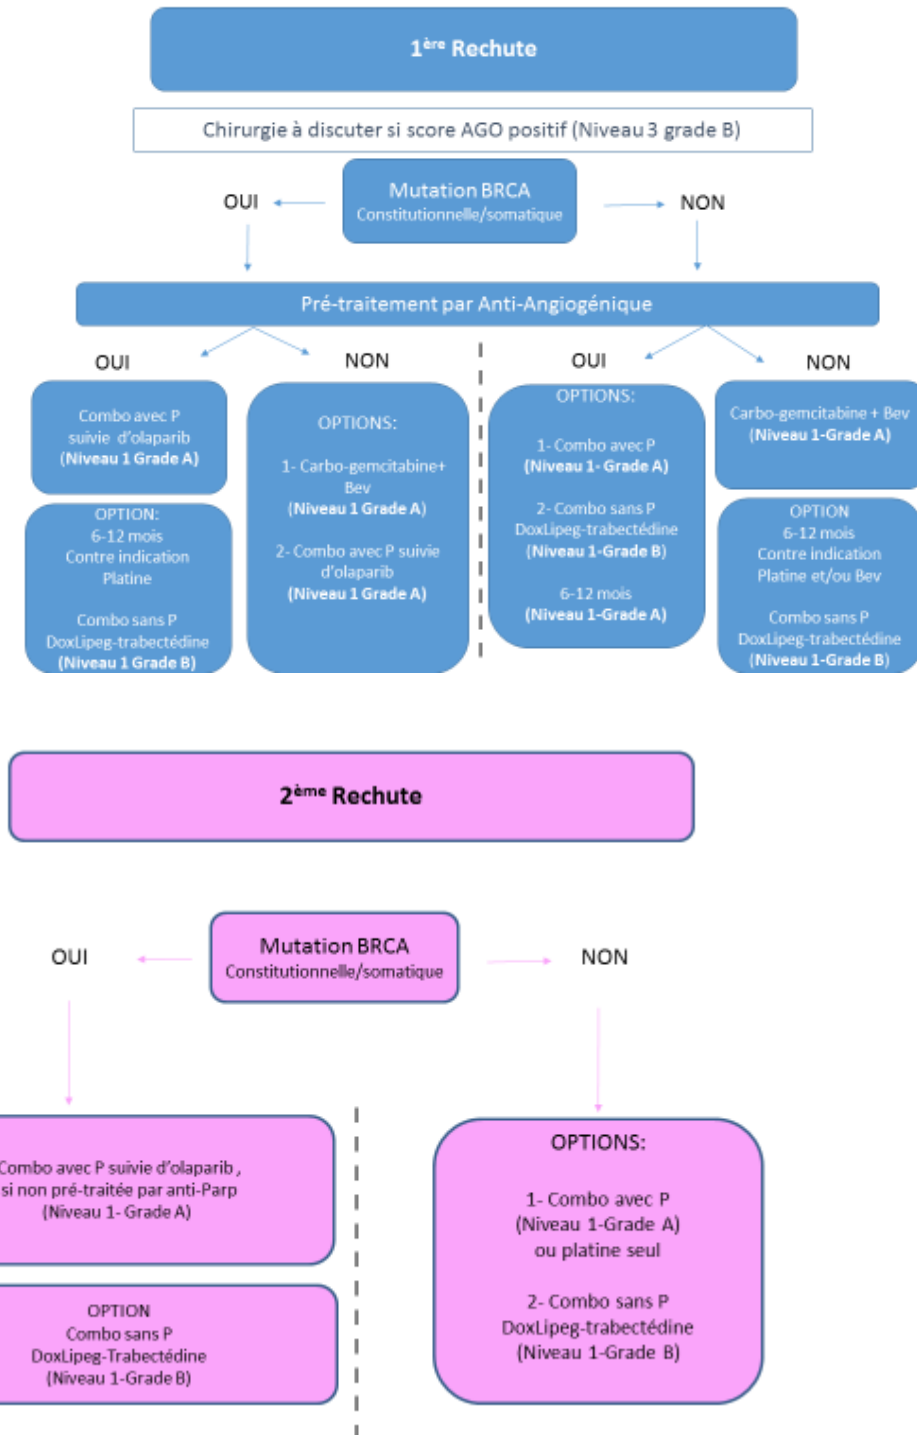 1ère Rechute
Chirurgie à discuter si score AGO positif (Niveau 3 grade B)
OUI
Mutation BRCA
Constitutionnelle/somatique
NON
Pré-traitement par Anti-Angiogénique
OUI
NON
OUI
NON
Combo avec P
suivie d'olaparib
(Niveau 1 Grade A)
OPTION:
6-12 mois
Contre indication
Platine
Combo sans P
DoxLipeg-trabectédine
(Niveau 1 Grade B)
OPTIONS:
1- Carbo-gemcitabine+
Bev
(Niveau 1 Grade A)
2- Combo avec P suivie
d'olaparib
(Niveau 1 Grade A)
OPTIONS:
1- Combo avec P
(Niveau 1- Grade A)
2- Combo sans P
DoxLipeg-trabectédine
(Niveau 1-Grade B)
6-12 mois
(Niveau 1-Grade A)
Carbo-gemcitabine + Bev
(Niveau 1-Grade A)
OPTION
6-12 mois
Contre indication
Platine et/ou Bev
Combo sans P
DoxLipeg-trabectédine
(Niveau 1-Grade B)
2ème Rechute
OUI
Mutation BRCA
Constitutionnelle/somatique
NON
Combo avec P suivie d'olaparib ,
si non pré-traitée par anti-Parp
(Niveau 1- Grade A)
OPTION
Combo sans P
DoxLipeg-Trabectédine
(Niveau 1-Grade B)
OPTIONS:
1- Combo avec P
(Niveau 1-Grade A)
ou platine seul
2- Combo sans P
DoxLipeg-trabectédine
(Niveau 1-Grade B)